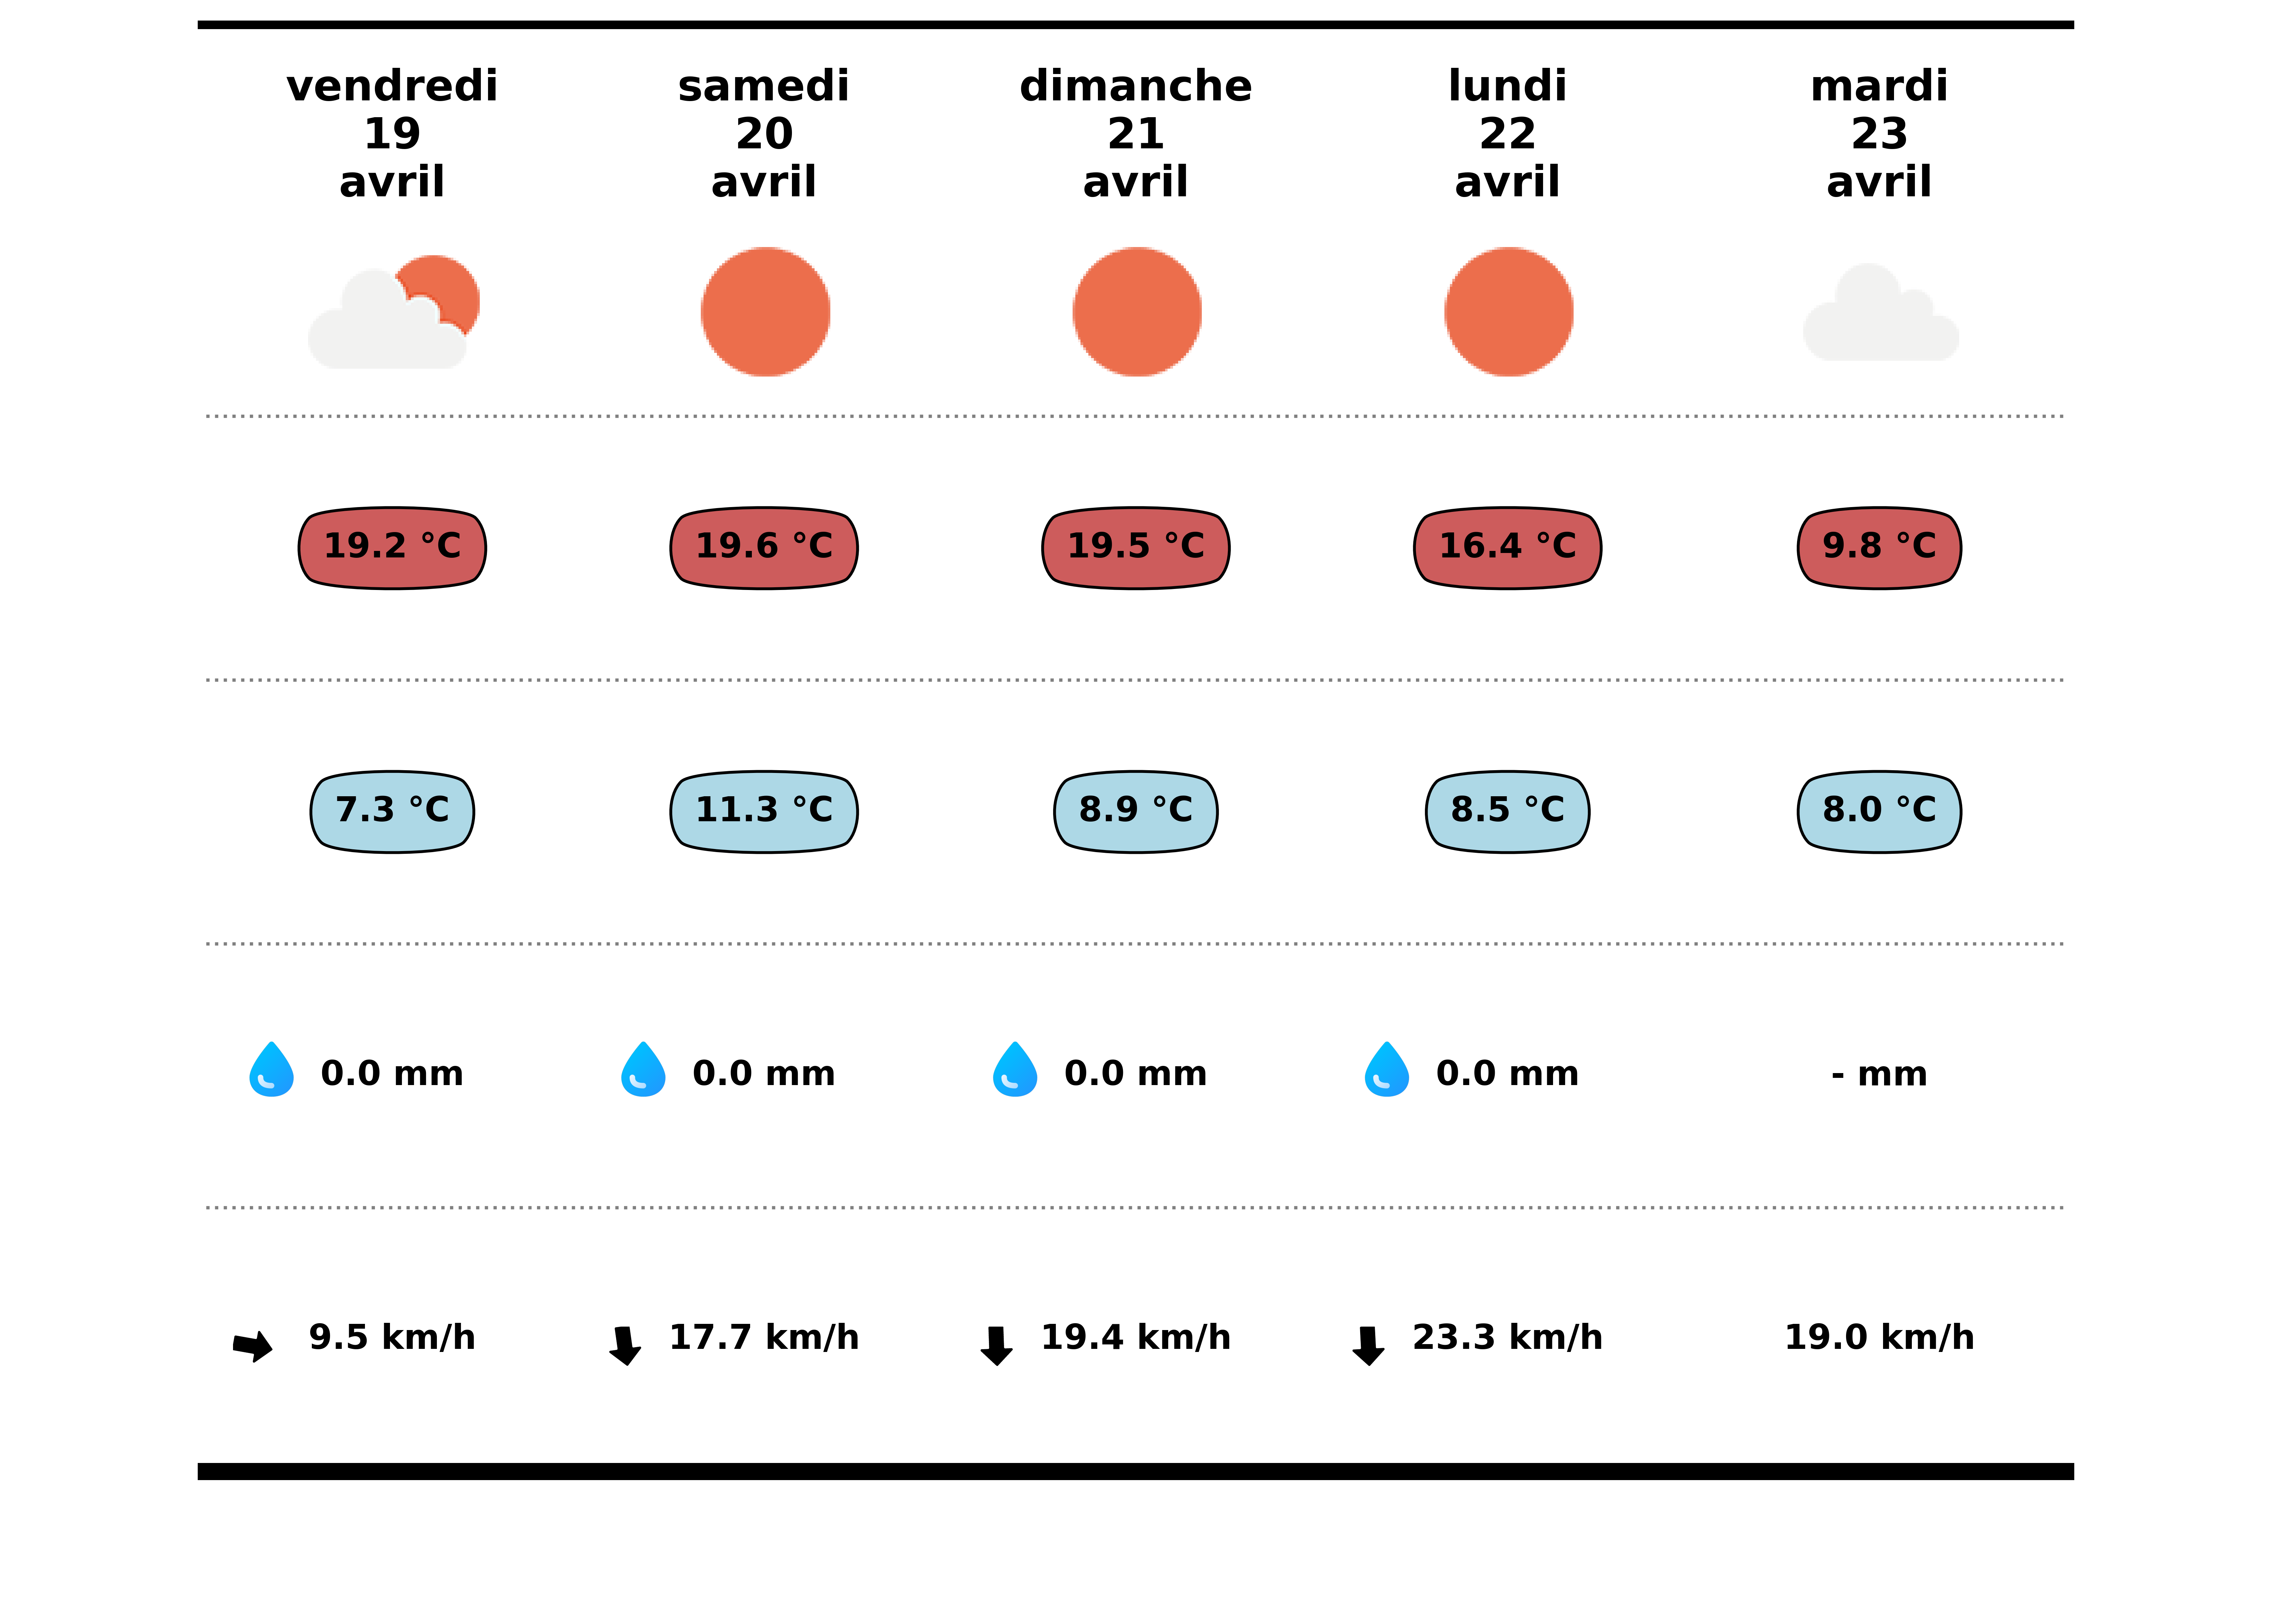 vendredi
19
avril
samedi
20
avril
dimanche
21
avril
lundi
22
avril
mardi
23
avril
19.2 °C
19.6 °C
19.5 °C
16.4 °C
9.8 °C
7.3 °C
11.3 °C
8.9 °C
8.5 °C
8.0 °C
0.0 mm
0.0 mm
0.0 mm
0.0 mm
- mm
9.5 km/h
17.7 km/h
19.4 km/h
23.3 km/h
19.0 km/h